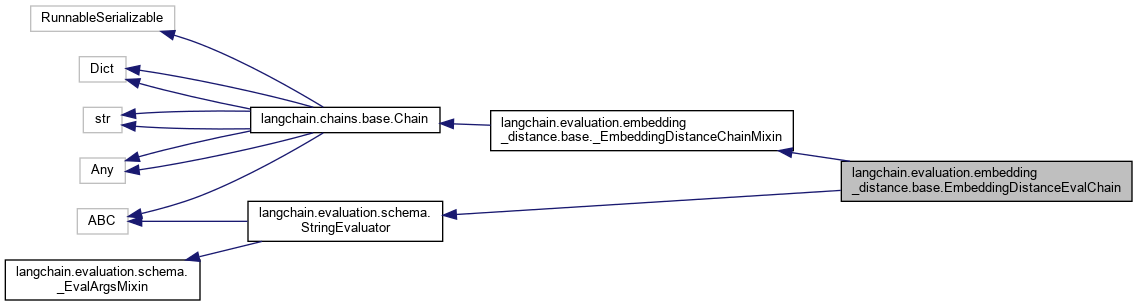 RunnableSerializable
Dict
str
Any
ABC
langchain.evaluation.schema.
_EvalArgsMixin
langchain.chains.base.Chain
langchain.evaluation.schema.
StringEvaluator
langchain.evaluation.embedding
_distance.base._EmbeddingDistanceChainMixin
langchain.evaluation.embedding
_distance.base.EmbeddingDistanceEvalChain